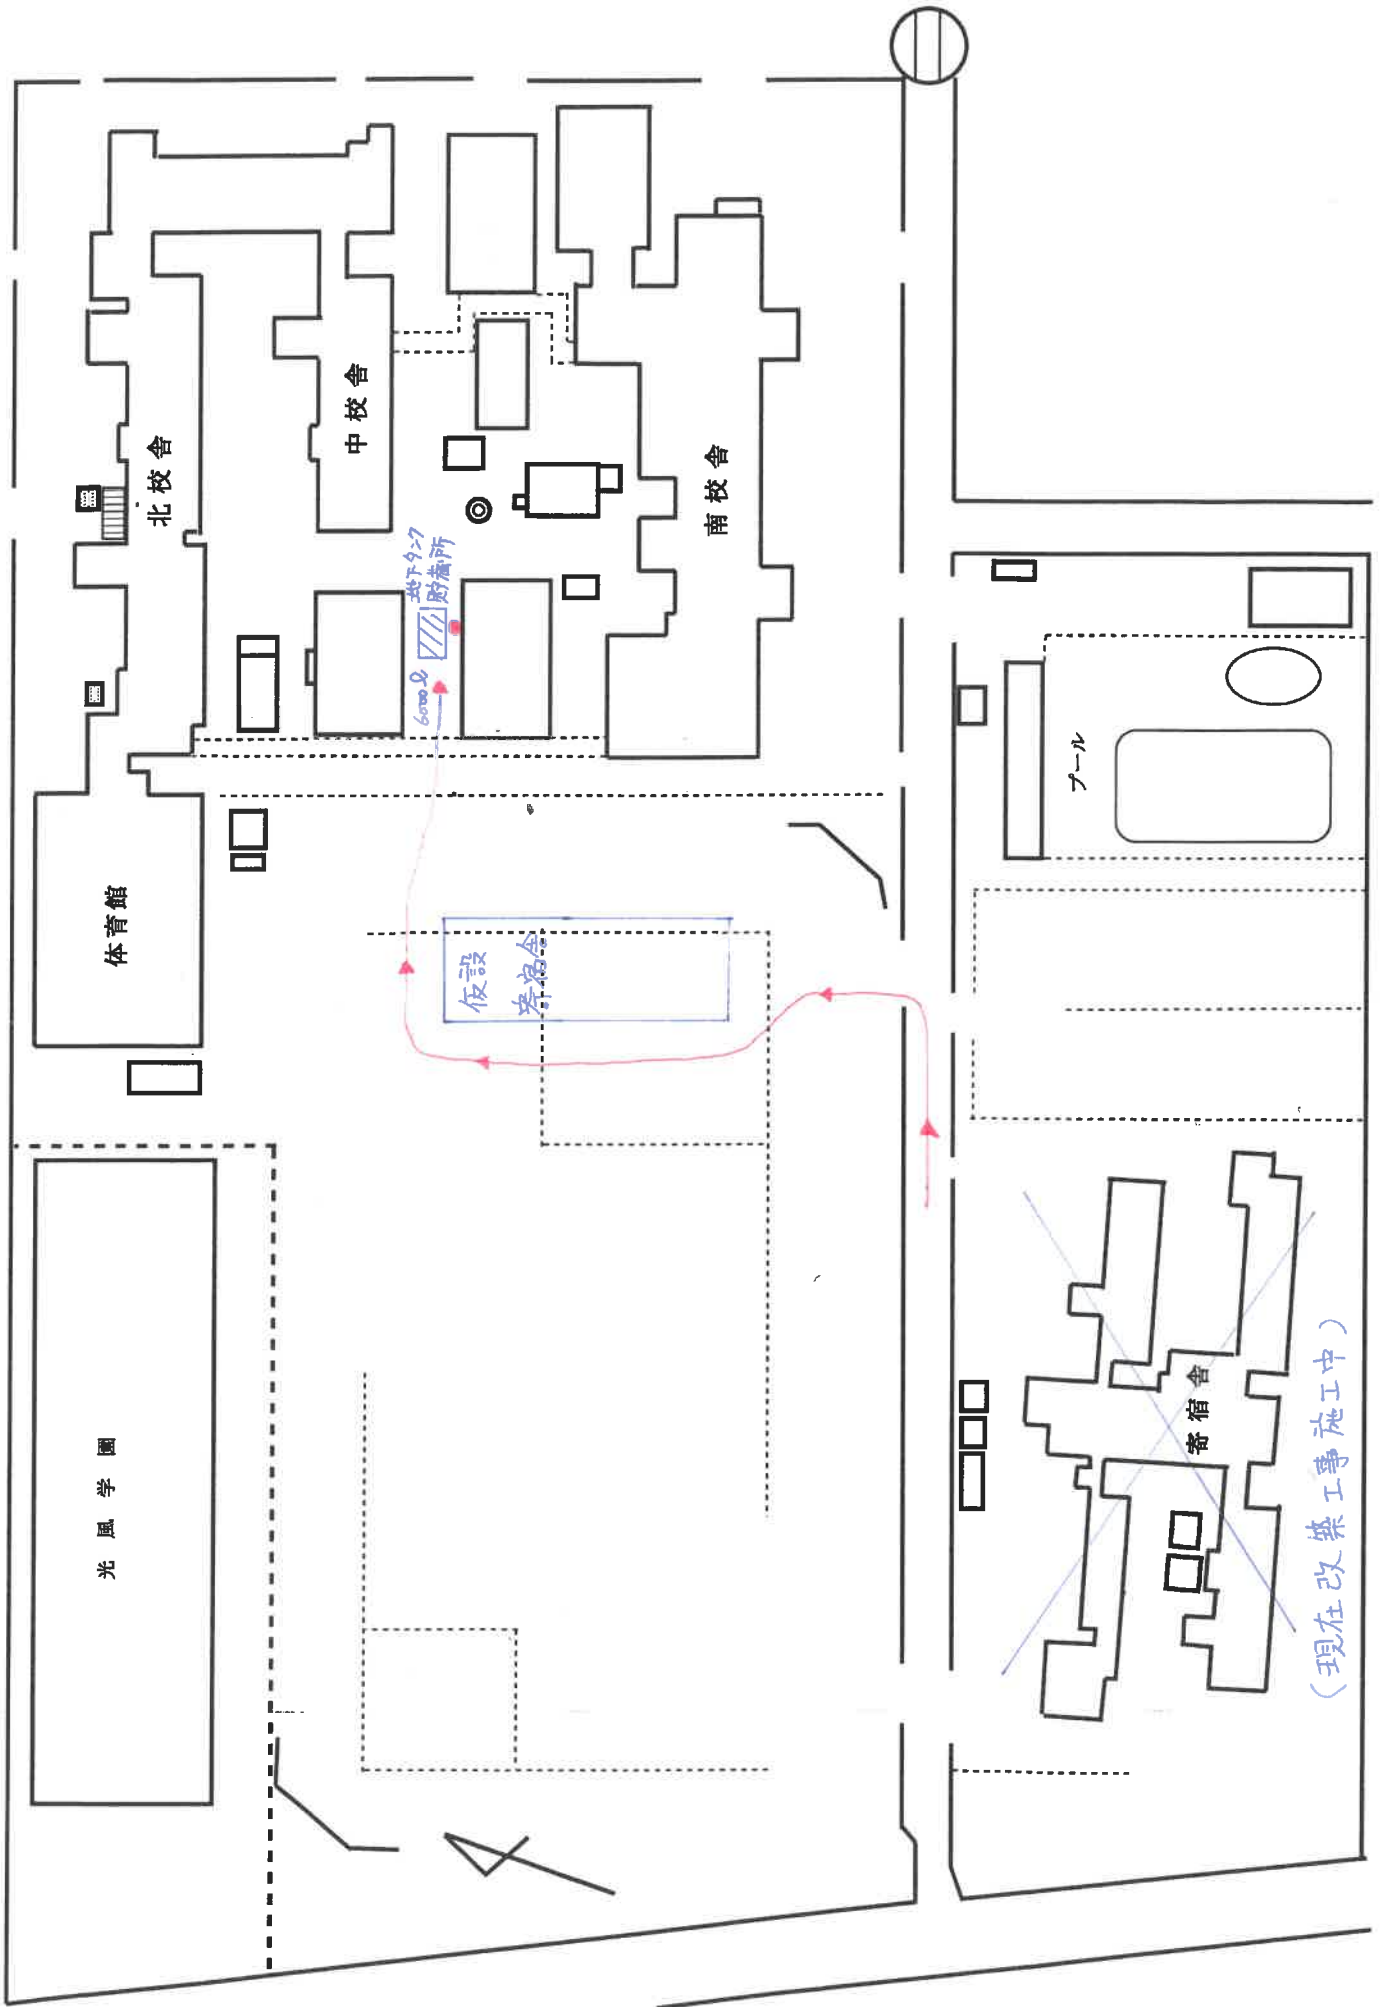 北校舎
中校舎
南校舎
地下タンク
貯蔵所
6000ℓ
体育館
プール
仮設
寄宿舎
光風学園
寄宿舎
(現在改築工事施工中)